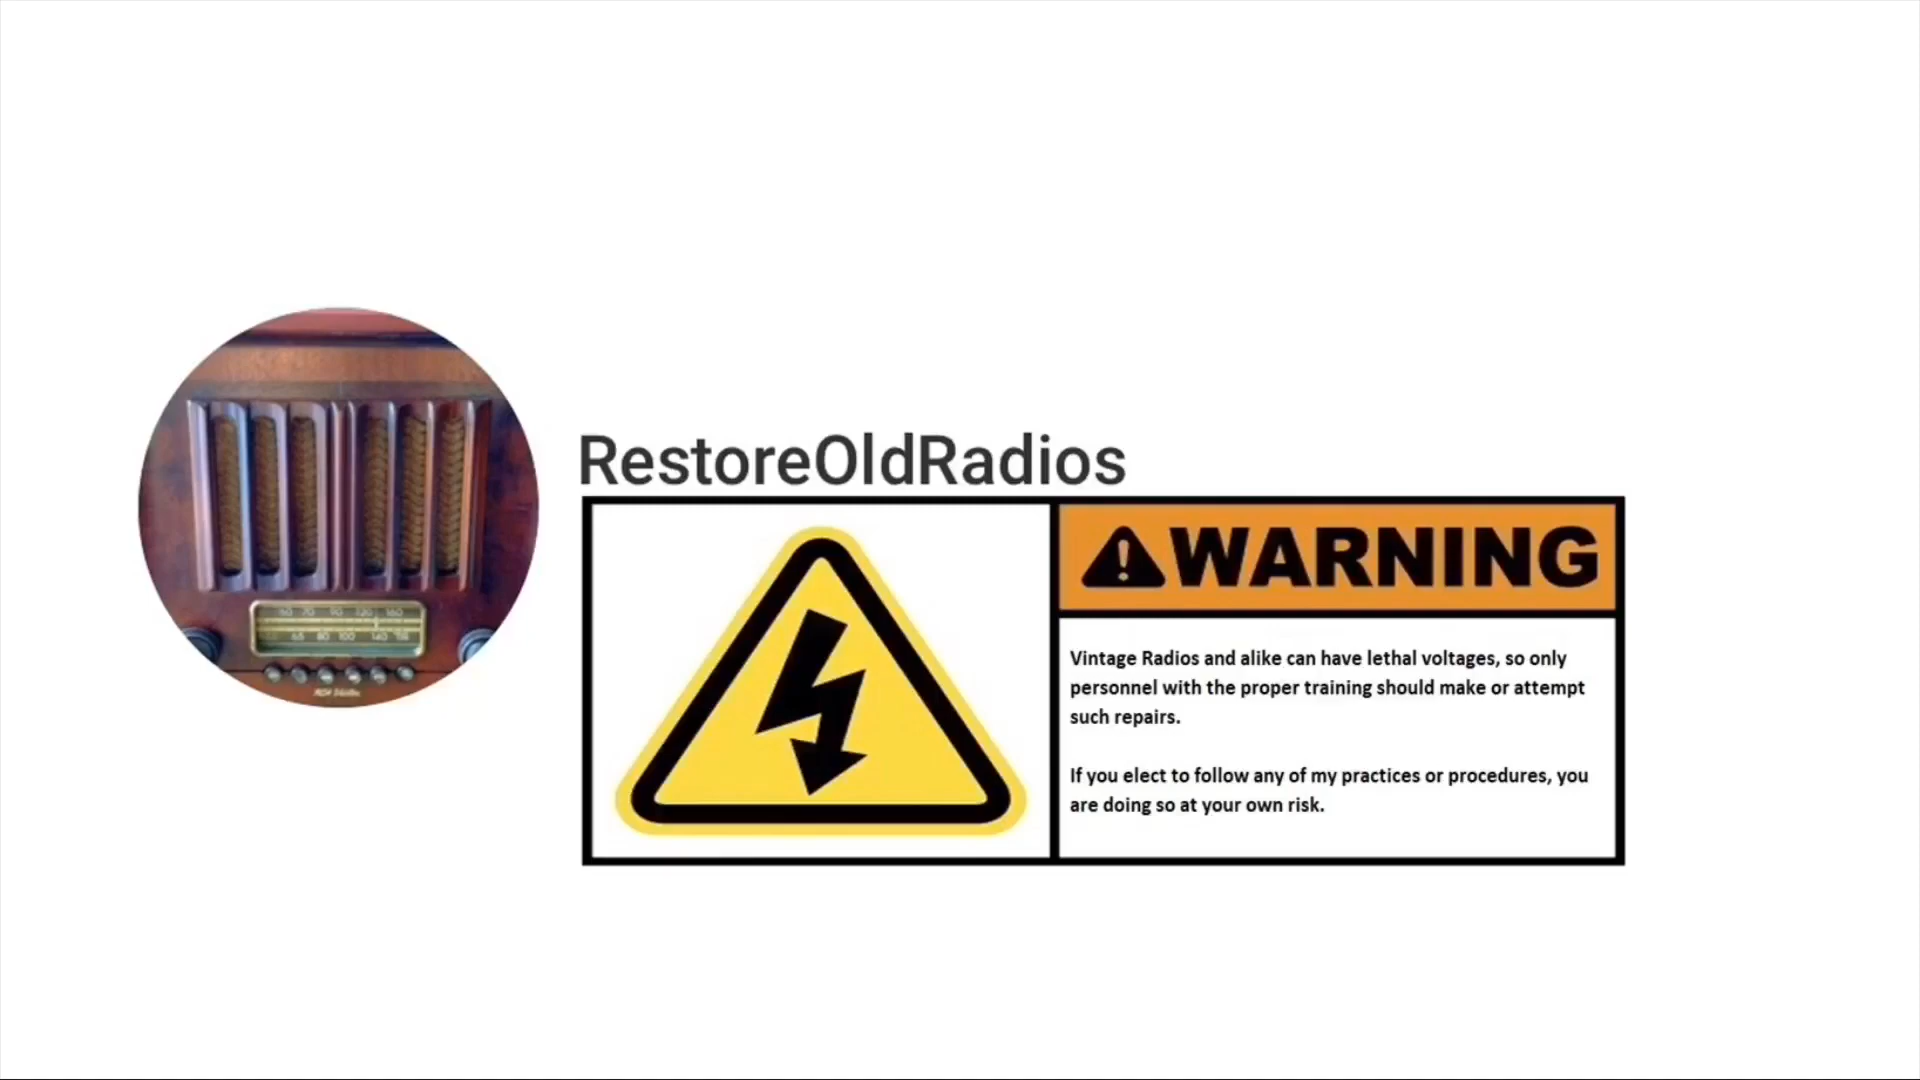 RestoreOldRadios
WARNING
Vintage Radios and alike can have lethal voltages, so only
personnel with the proper training should make or attempt
such repairs.
If you elect to follow any of my practices or procedures, you
are doing so at your own risk.